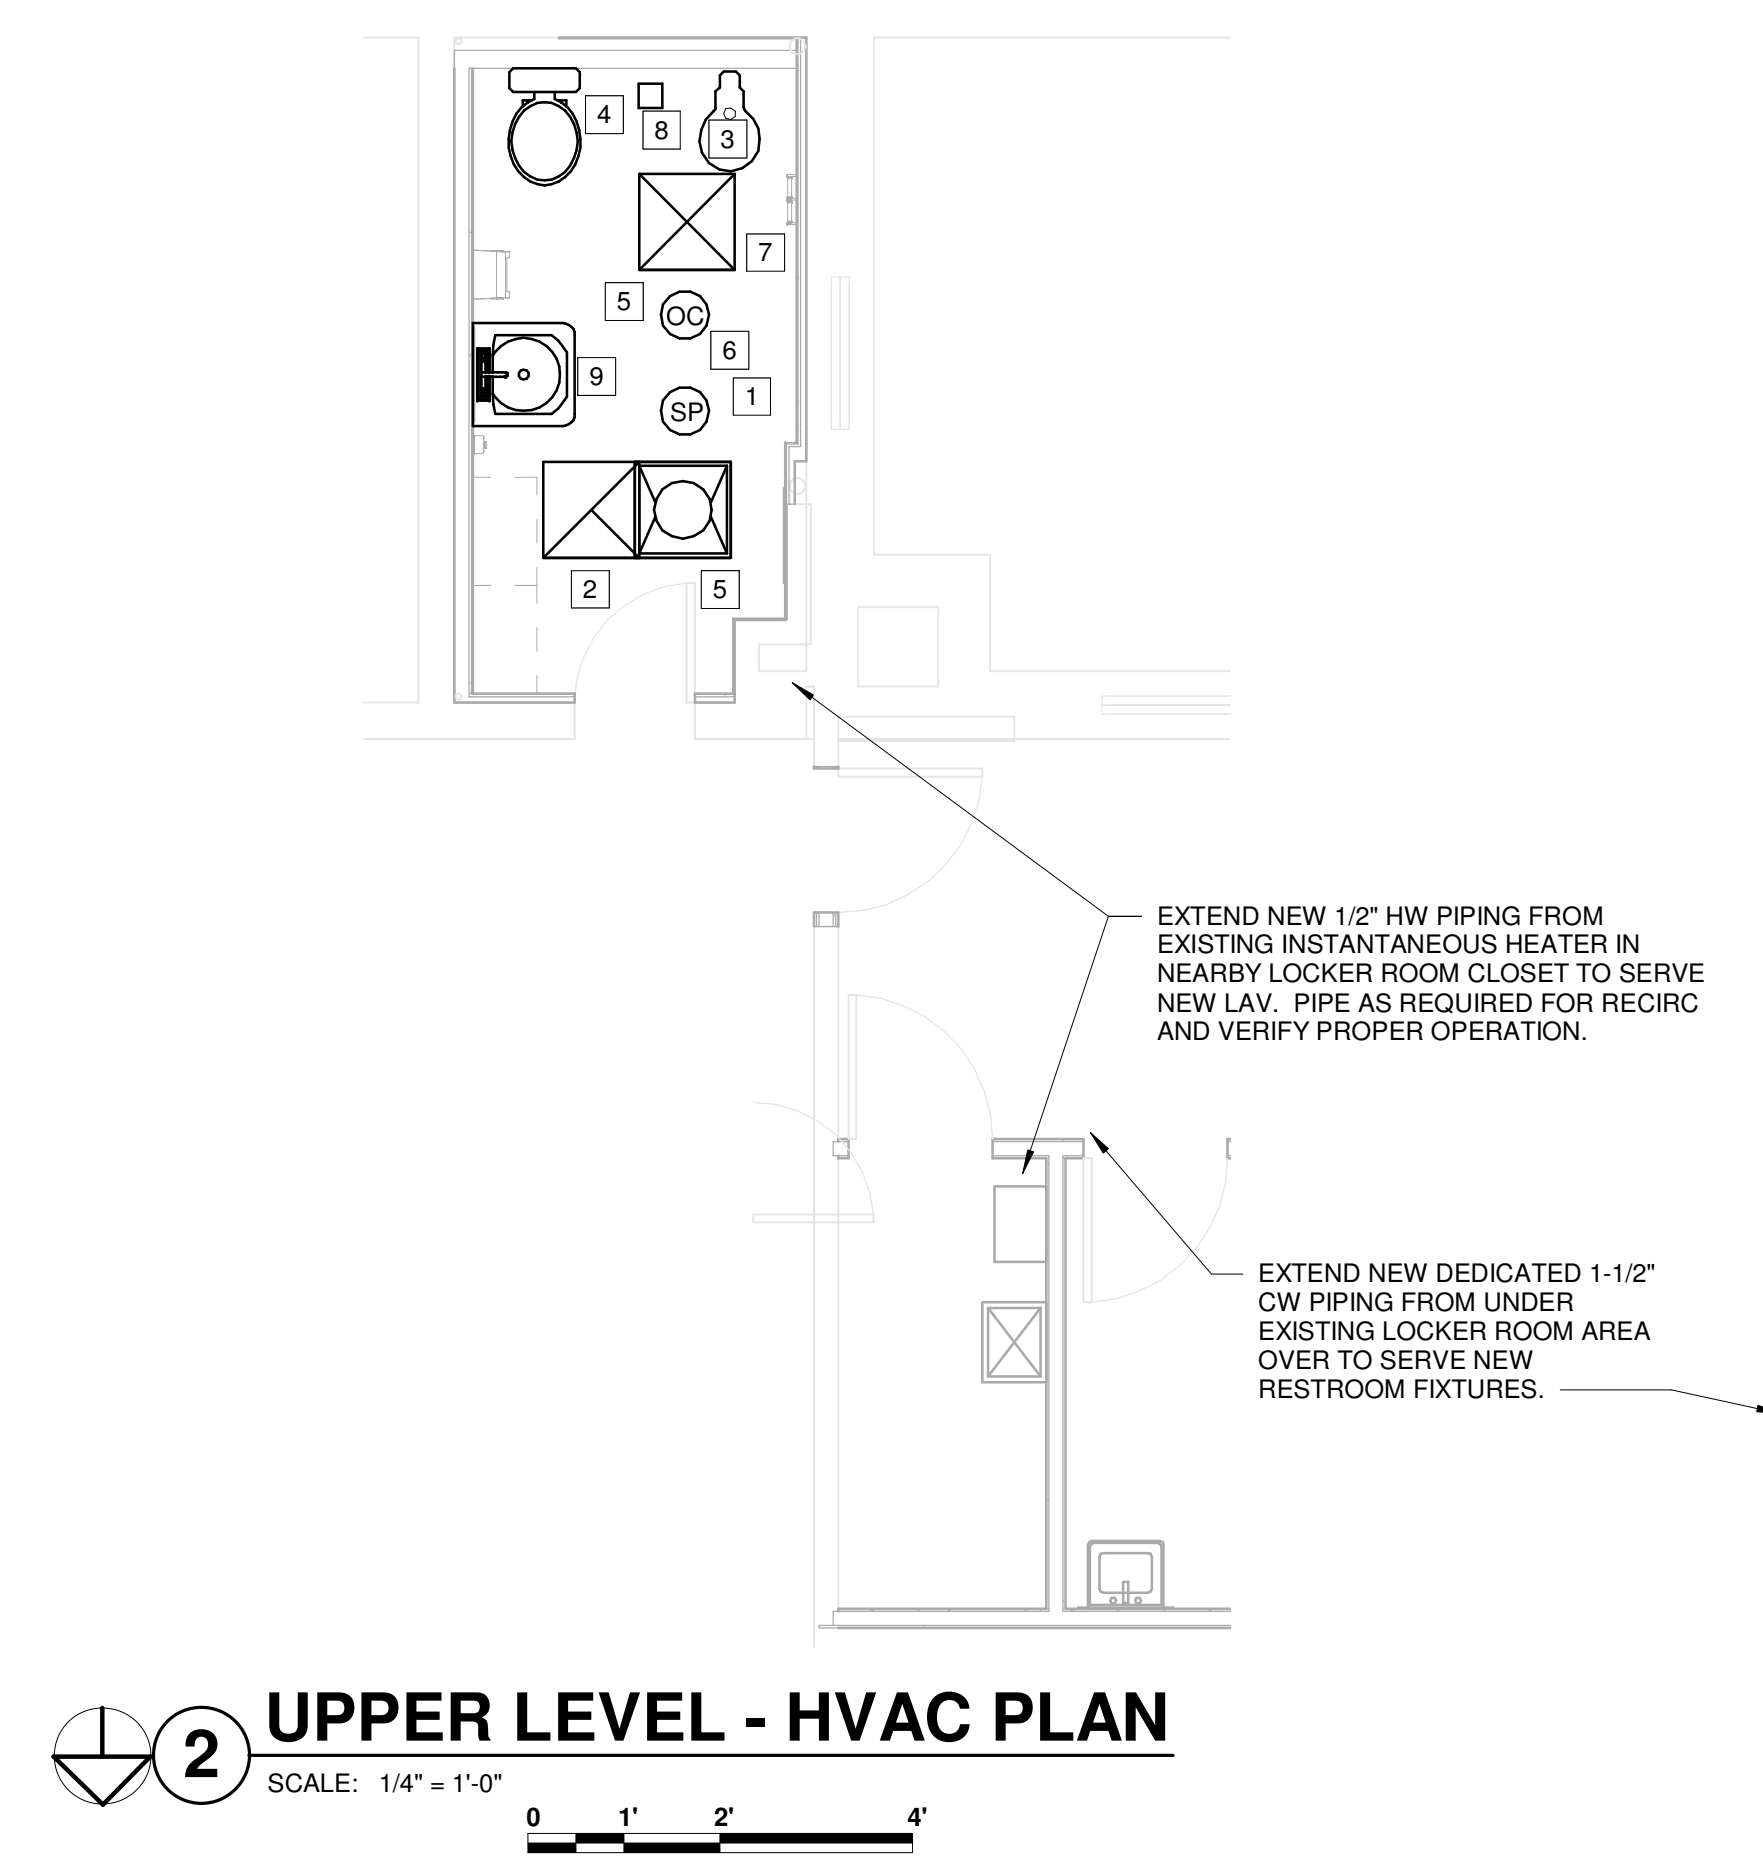 4
8
3
7
5
OC
6
9
1
SP
2
5
EXTEND NEW 1/2" HW PIPING FROM
EXISTING INSTANTANEOUS HEATER IN
NEARBY LOCKER ROOM CLOSET TO SERVE
NEW LAV. PIPE AS REQUIRED FOR RECIRC
AND VERIFY PROPER OPERATION.
EXTEND NEW DEDICATED 1-1/2"
CW PIPING FROM UNDER
EXISTING LOCKER ROOM AREA
OVER TO SERVE NEW
RESTROOM FIXTURES.
2
UPPER LEVEL - HVAC PLAN
SCALE: 1/4" = 1'-0"
0 1' 2' 4'